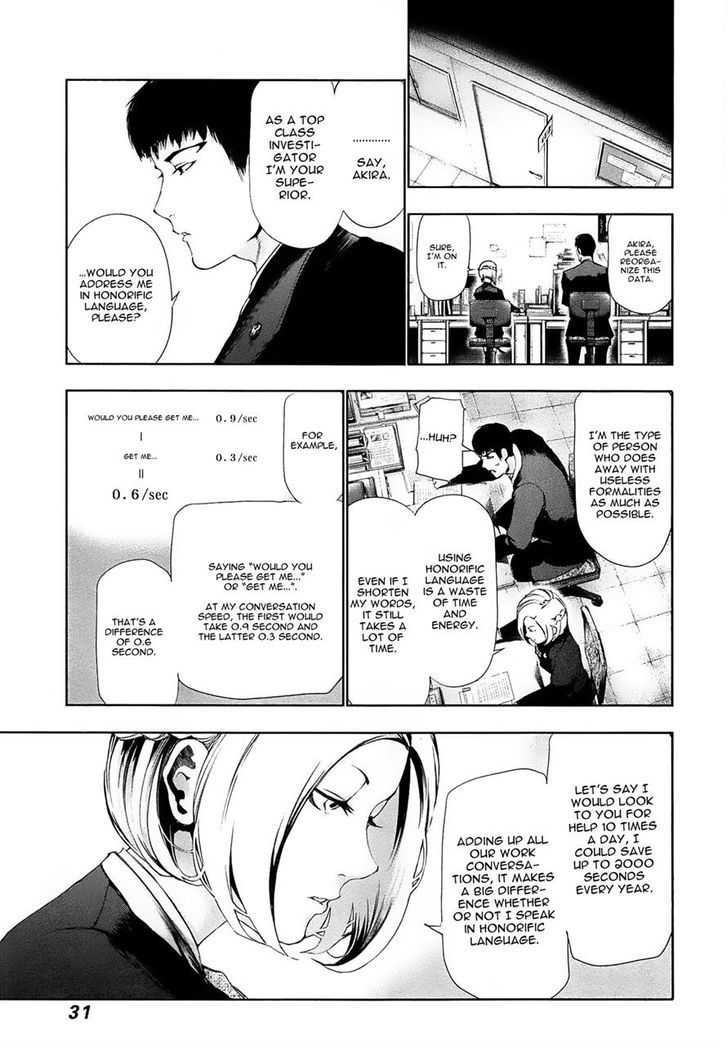 AKIRA,
PLEASE
REORGA-
NIZE THIS
DATA.
SURE,
I'M ON
IT.
............
SAY,
AKIRA.
AS A TOP
CLASS
INVESTI-
GATOR
I'M YOUR
SUPE-
RIOR.
...WOULD YOU
ADDRESS ME
IN HONORIFIC
LANGUAGE,
PLEASE?
I'M THE TYPE
OF PERSON
WHO DOES
AWAY WITH
USELESS
FORMALITIES
AS MUCH AS
POSSIBLE.
...HUH?
USING
HONORIFIC
LANGUAGE
IS A WASTE
OF TIME
AND
ENERGY.
EVEN IF I
SHORTEN
MY WORDS,
IT STILL
TAKES A
LOT OF
TIME.
FOR
EXAMPLE,
WOULD YOU PLEASE GET ME... 0.9/sec
|
GET ME... 0.3/sec
||
0.6/sec
SAYING "WOULD YOU
PLEASE GET ME..."
OR "GET ME...".
AT MY CONVERSATION
SPEED, THE FIRST WOULD
TAKE 0.9 SECOND AND
THE LATTER 0.3 SECOND.
THAT'S A
DIFFERENCE
OF 0.6
SECOND.
LET'S SAY I
WOULD LOOK
TO YOU FOR
HELP 10 TIMES
A DAY, I
COULD SAVE
UP TO 2000
SECONDS
EVERY YEAR.
ADDING UP ALL
OUR WORK
CONVERSA-
TIONS, IT MAKES
A BIG DIFFER-
ENCE WHETHER
OR NOT I SPEAK
IN HONORIFIC
LANGUAGE.
31